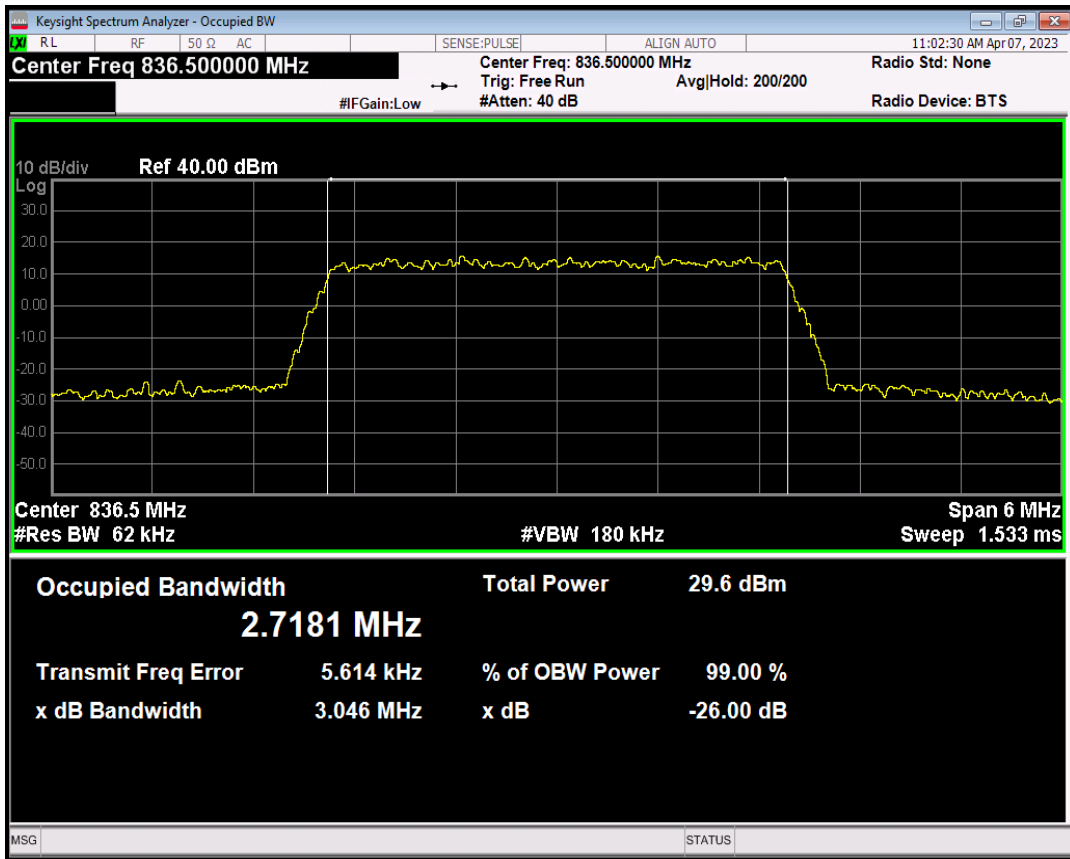 Keysight Spectrum Analyzer - Occupied BW
LXI RL RF 50 Ω AC SENSE:PULSE ALIGN AUTO 11:02:30 AM Apr 07, 2023
Center Freq 836.500000 MHz
Center Freq: 836.500000 MHz
Radio Std: None
Trig: Free Run
Avg|Hold: 200/200
#IFGain:Low
#Atten: 40 dB
Radio Device: BTS
10 dB/div Ref 40.00 dBm
Log
30.0
20.0
10.0
0.00
-10.0
-20.0
-30.0
-40.0
-50.0
Center 836.5 MHz Span 6 MHz
#Res BW 62 kHz #VBW 180 kHz Sweep 1.533 ms
Occupied Bandwidth Total Power 29.6 dBm
2.7181 MHz
Transmit Freq Error 5.614 kHz % of OBW Power 99.00 %
x dB Bandwidth 3.046 MHz x dB -26.00 dB
MSG STATUS